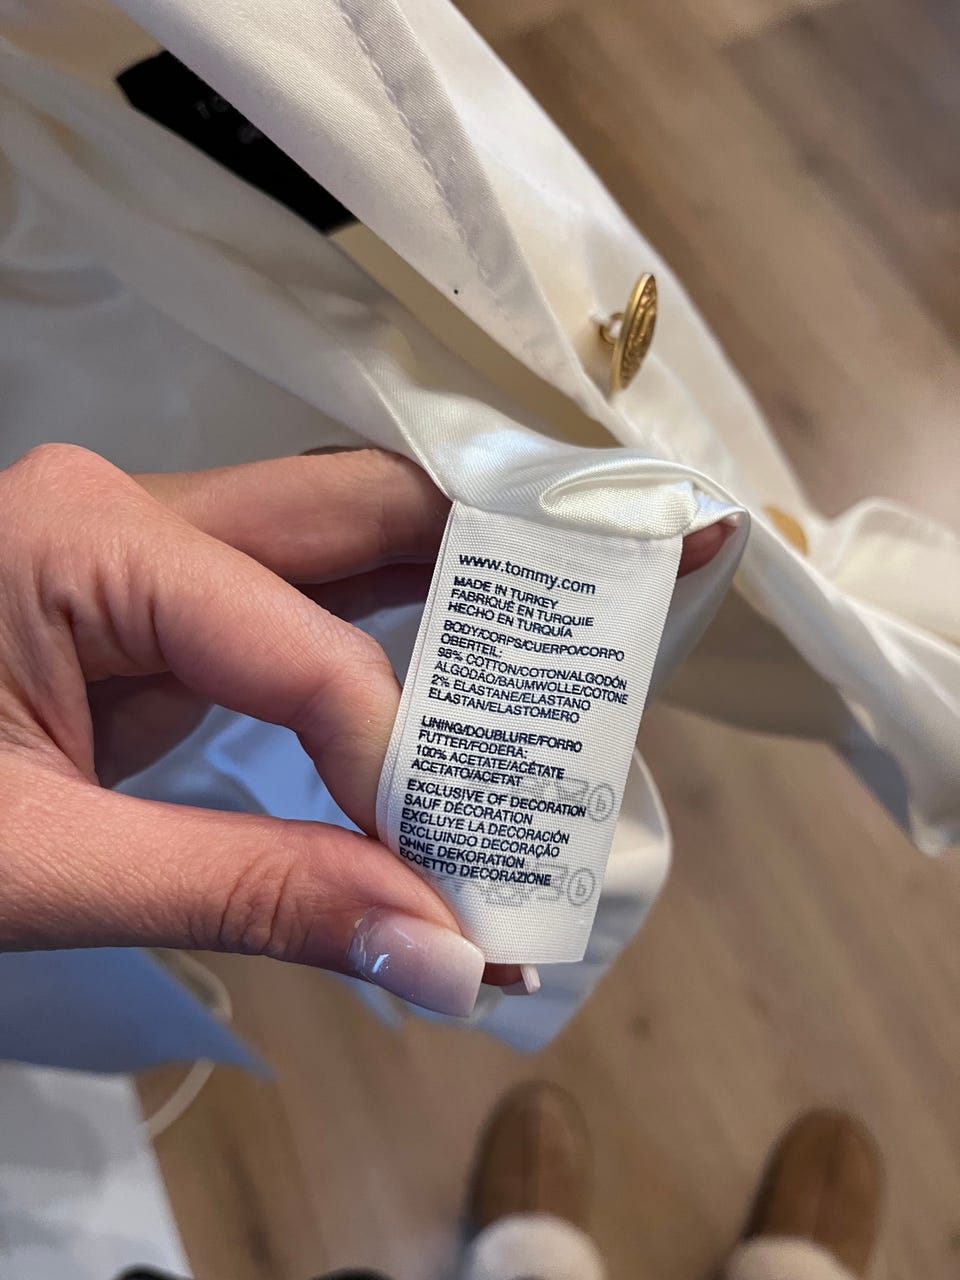 www.tommy.com
MADE IN TURKEY
FABRIQUÉ EN TURQUIE
HECHO EN TURQUÍA
BODY/CORPS/CUERPO/CORPO
OBERTEIL:
98% COTTON/COTON/ALGODÓN
ALGODÃO/BAUMWOLLE/COTONE
2% ELASTANE/ELASTANO
ELASTAN/ELASTOMERO
LINING/DOUBLURE/FORRO
FUTTER/FODERA:
100% ACETATE/ACÉTATE
ACETATO/ACETAT
EXCLUSIVE OF DECORATION
SAUF DÉCORATION
EXCLUYE LA DECORACIÓN
EXCLUINDO DECORAÇÃO
OHNE DEKORATION
ECCETTO DECORAZIONE